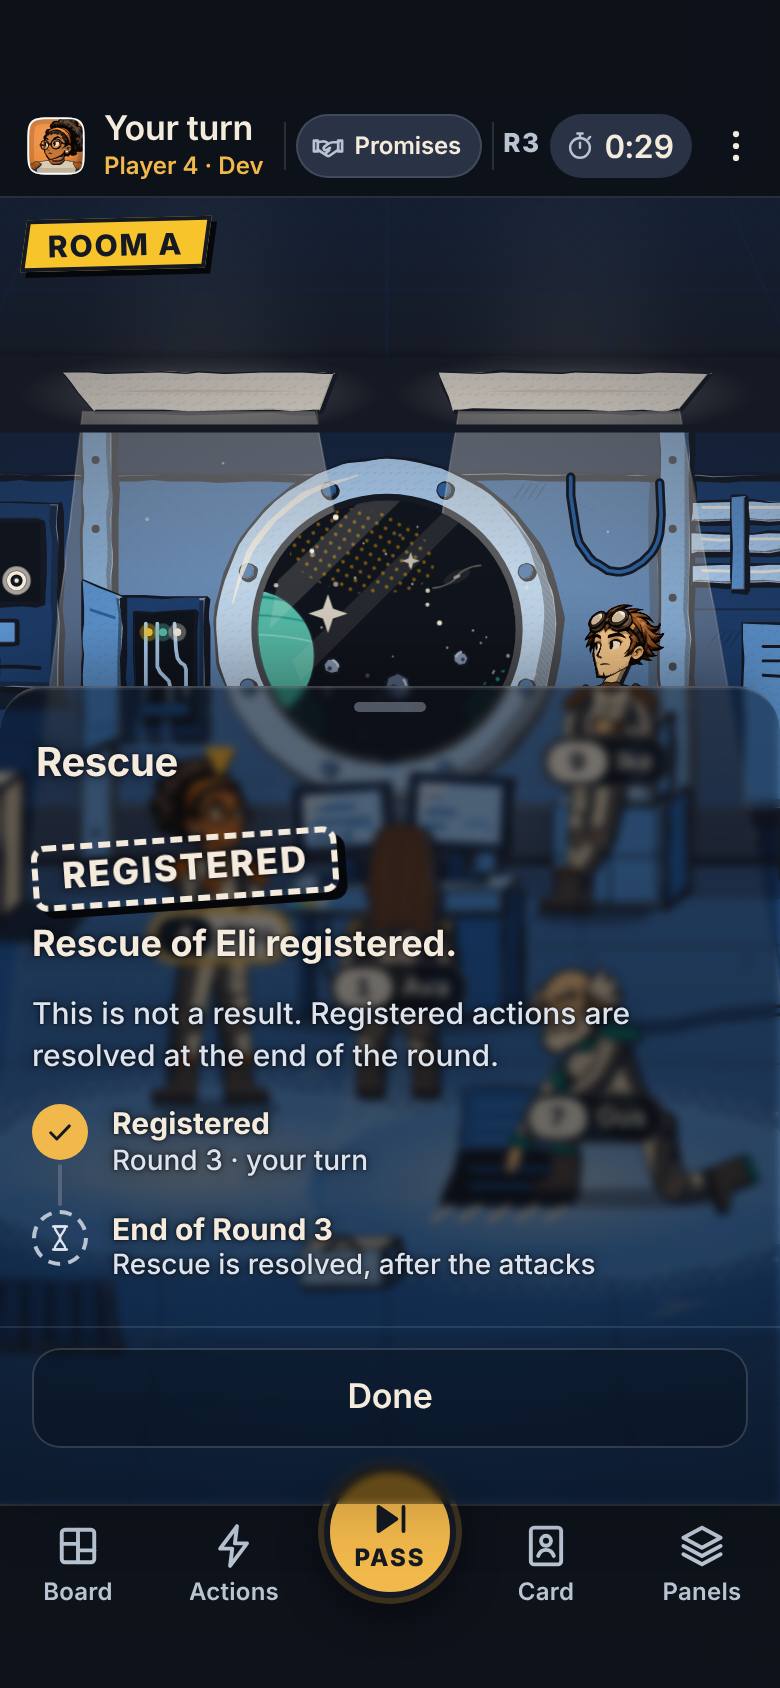 Your turn
Player 4 · Dev
Promises
R3
0:29
ROOM A
Rescue
REGISTERED
Rescue of Eli registered.
This is not a result. Registered actions are
resolved at the end of the round.
Registered
Round 3 · your turn
End of Round 3
Rescue is resolved, after the attacks
Done
PASS
Board
Actions
Card
Panels